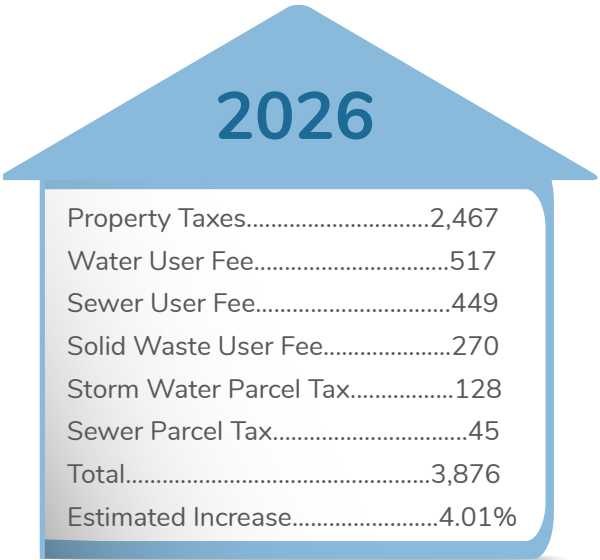 2026
Property Taxes..............................2,467
Water User Fee................................517
Sewer User Fee................................449
Solid Waste User Fee.....................270
Storm Water Parcel Tax.................128
Sewer Parcel Tax................................45
Total..................................................3,876
Estimated Increase........................4.01%